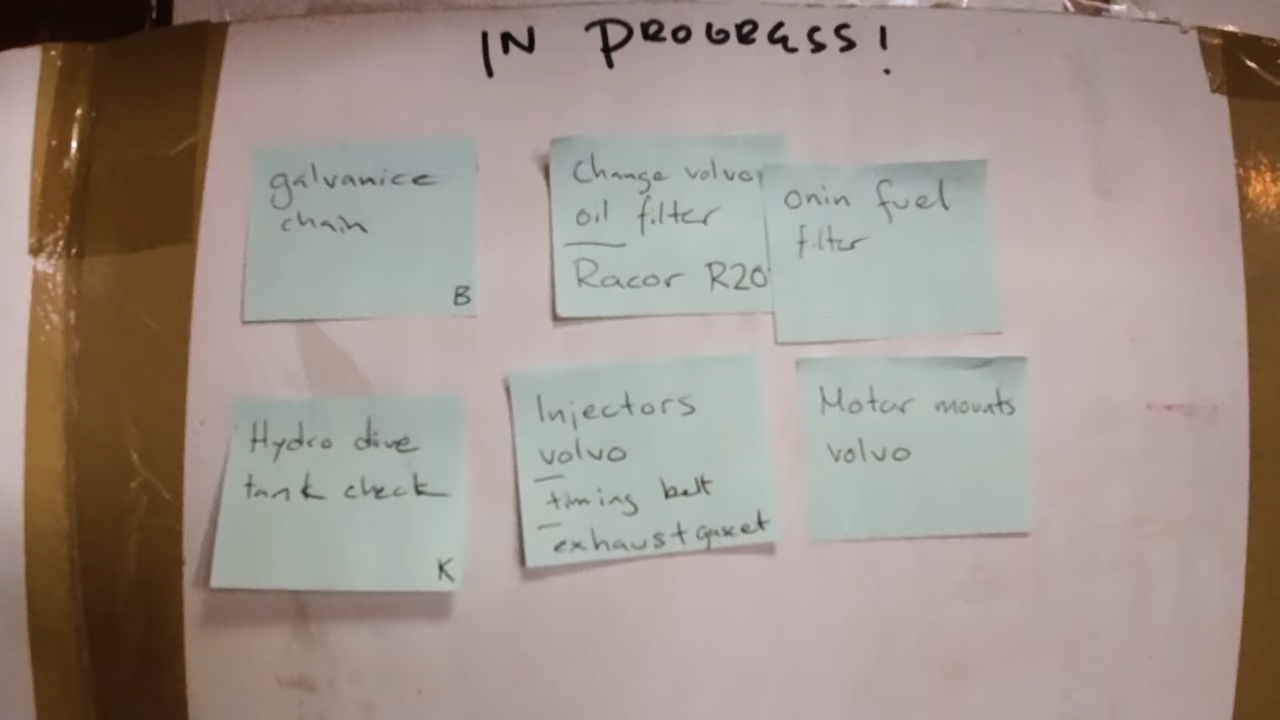 IN PROGRESS!
galvanice
chain
B
Change volvo
oil filter
Racor R20
onin fuel
filter
Hydro dive
tank check
K
Injectors
volvo
timing belt
exhaust gasket
Motor mounts
volvo